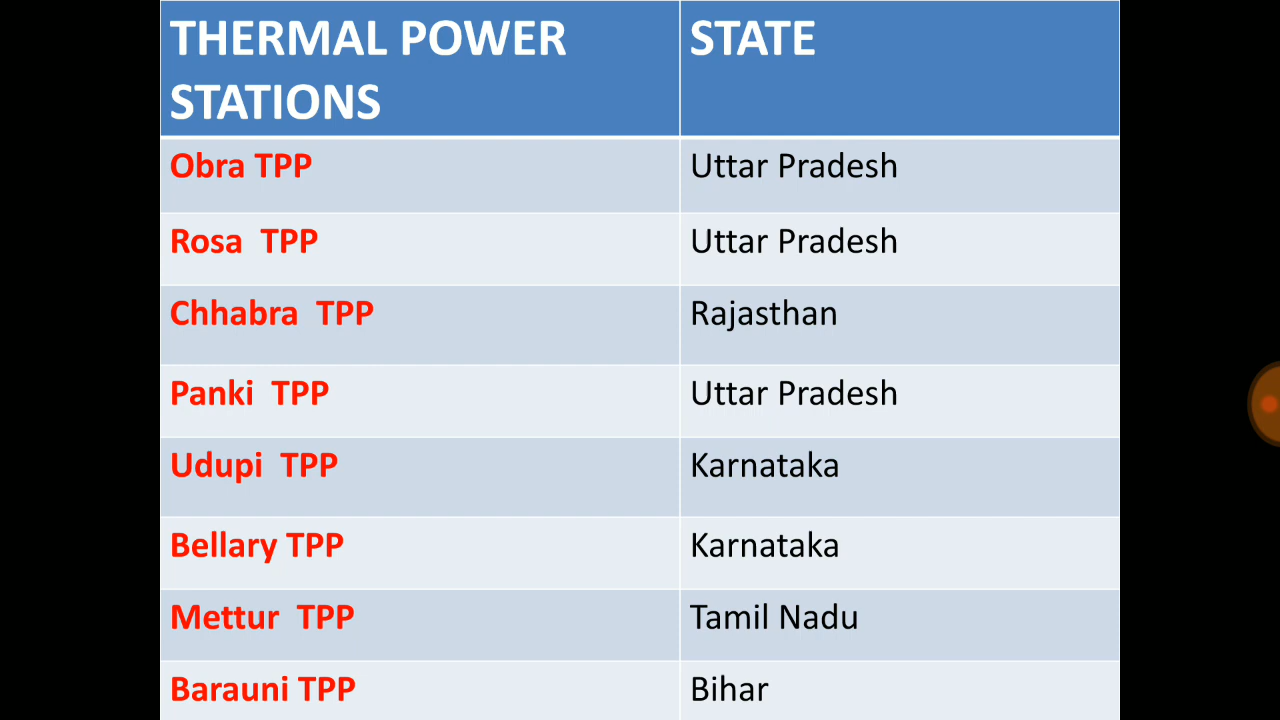 THERMAL POWER STATE
STATIONS
Obra TPP Uttar Pradesh
Rosa TPP Uttar Pradesh
Chhabra TPP Rajasthan
Panki TPP Uttar Pradesh
Udupi TPP Karnataka
Bellary TPP Karnataka
Mettur TPP Tamil Nadu
Barauni TPP Bihar